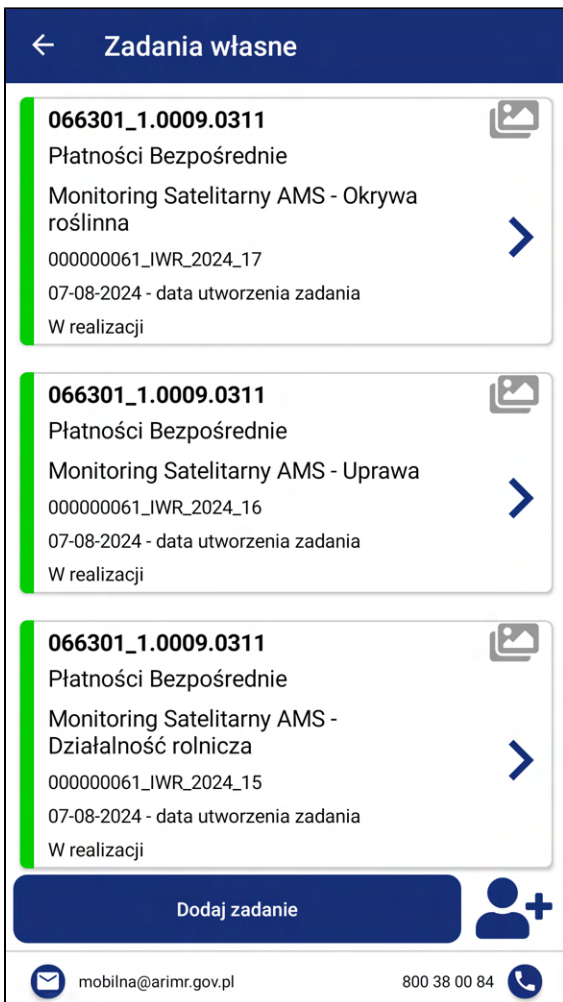 Zadania własne
066301_1.0009.0311
Płatności Bezpośrednie
Monitoring Satelitarny AMS - Okrywa
roślinna
000000061_IWR_2024_17
07-08-2024 - data utworzenia zadania
W realizacji
066301_1.0009.0311
Płatności Bezpośrednie
Monitoring Satelitarny AMS - Uprawa
000000061_IWR_2024_16
07-08-2024 - data utworzenia zadania
W realizacji
066301_1.0009.0311
Płatności Bezpośrednie
Monitoring Satelitarny AMS -
Działalność rolnicza
000000061_IWR_2024_15
07-08-2024 - data utworzenia zadania
W realizacji
Dodaj zadanie
mobilna@arimr.gov.pl 800 38 00 84